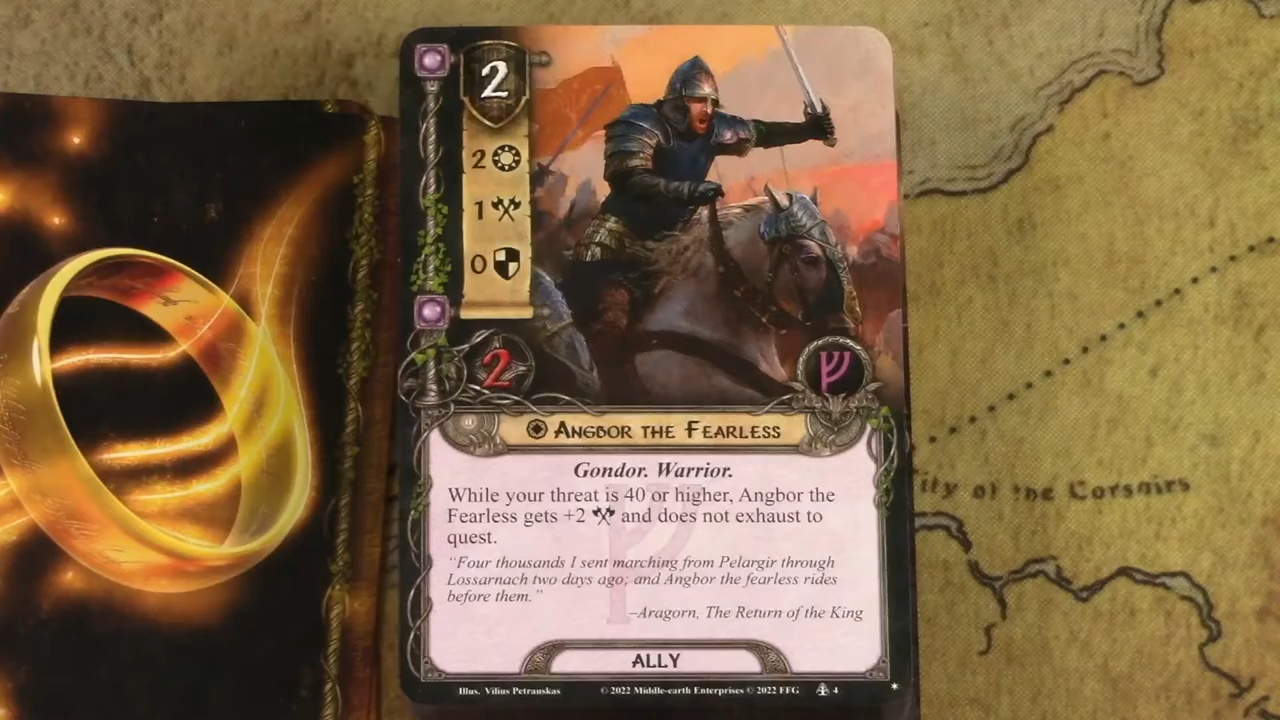 2
2
1
0
2
Angbor the Fearless
Gondor. Warrior.
While your threat is 40 or higher, Angbor the
Fearless gets +2 and does not exhaust to
quest.
"Four thousands I sent marching from Pelargir through
Lossarnach two days ago; and Angbor the fearless rides
before them."
–Aragorn, The Return of the King
ALLY
Illus. Vilius Petrauskas © 2022 Middle-earth Enterprises © 2022 FFG 4
ity of the Corsairs